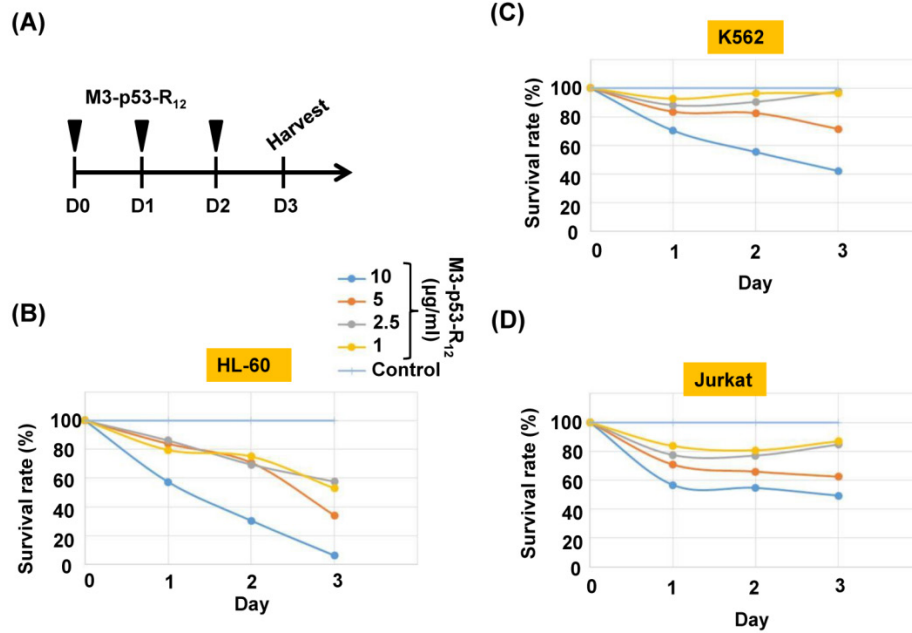 (A)
M3-p53-R12
Harvest
D0 D1 D2 D3
(B)
HL-60
Survival rate (%)
100
80
60
40
20
0
0 1 2 3
Day
10
5
2.5
1
Control
M3-p53-R12
(µg/ml)
(C)
K562
Survival rate (%)
100
80
60
40
20
0
0 1 2 3
Day
(D)
Jurkat
Survival rate (%)
100
80
60
40
20
0
0 1 2 3
Day